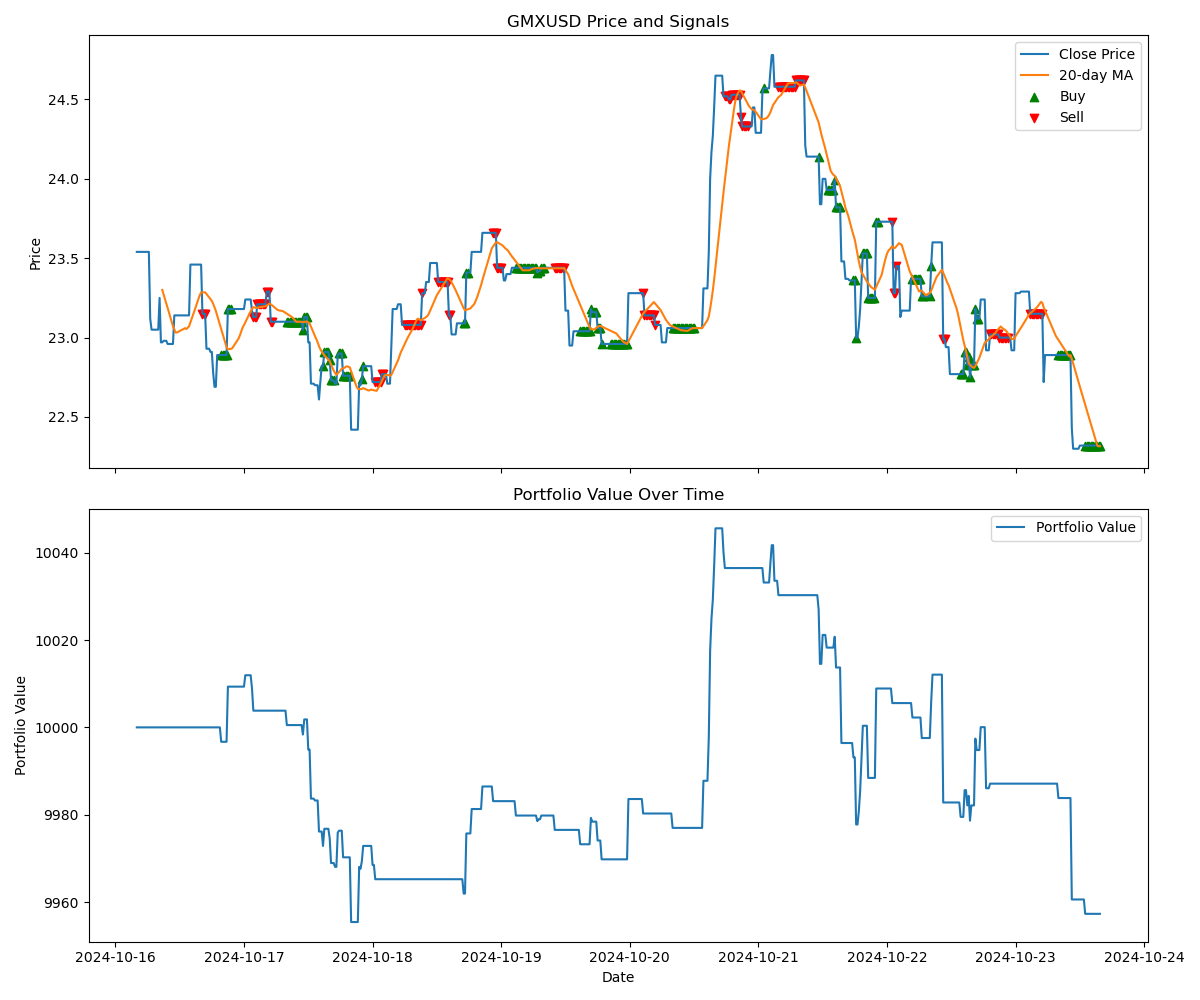 GMXUSD Price and Signals
Close Price
20-day MA
Buy
Sell
24.5
24.0
23.5
23.0
22.5
Price
Portfolio Value Over Time
Portfolio Value
10040
10020
10000
9980
9960
Portfolio Value
2024-10-16
2024-10-17
2024-10-18
2024-10-19
2024-10-20
2024-10-21
2024-10-22
2024-10-23
2024-10-24
Date